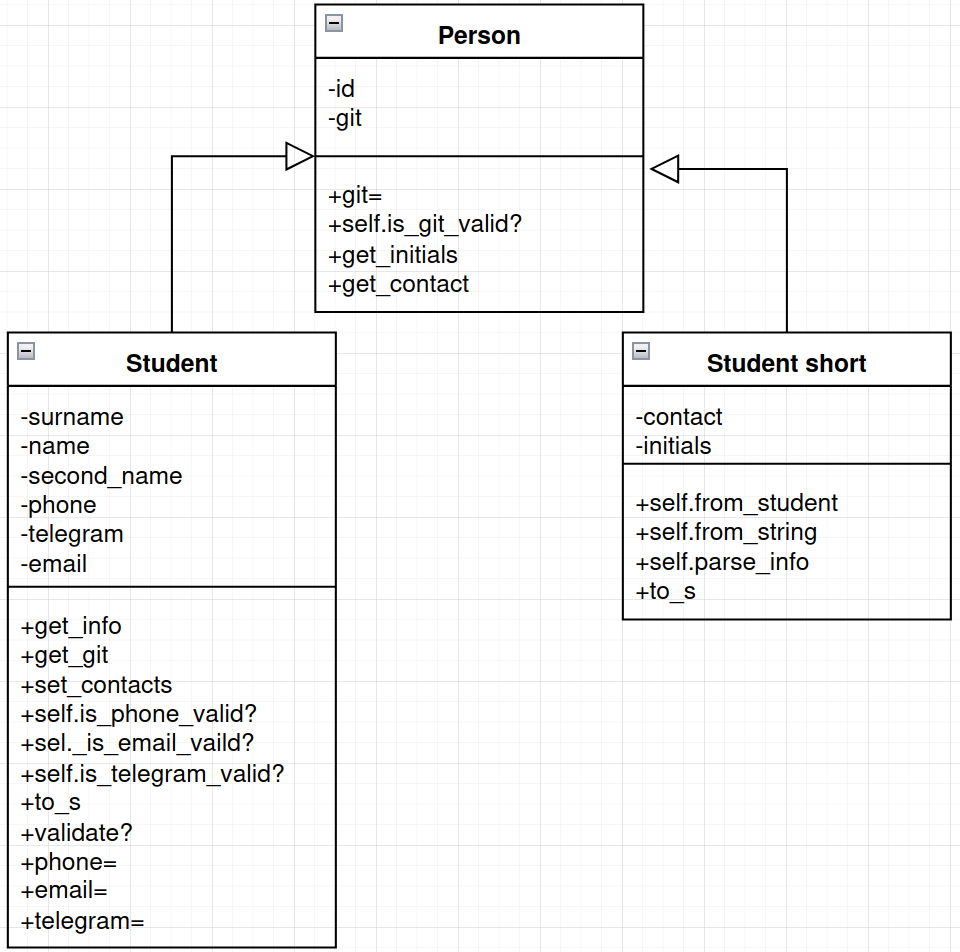 Person
-id
-git
+git=
+self.is_git_valid?
+get_initials
+get_contact
Student
-surname
-name
-second_name
-phone
-telegram
-email
+get_info
+get_git
+set_contacts
+self.is_phone_valid?
+sel._is_email_vaild?
+self.is_telegram_valid?
+to_s
+validate?
+phone=
+email=
+telegram=
Student short
-contact
-initials
+self.from_student
+self.from_string
+self.parse_info
+to_s